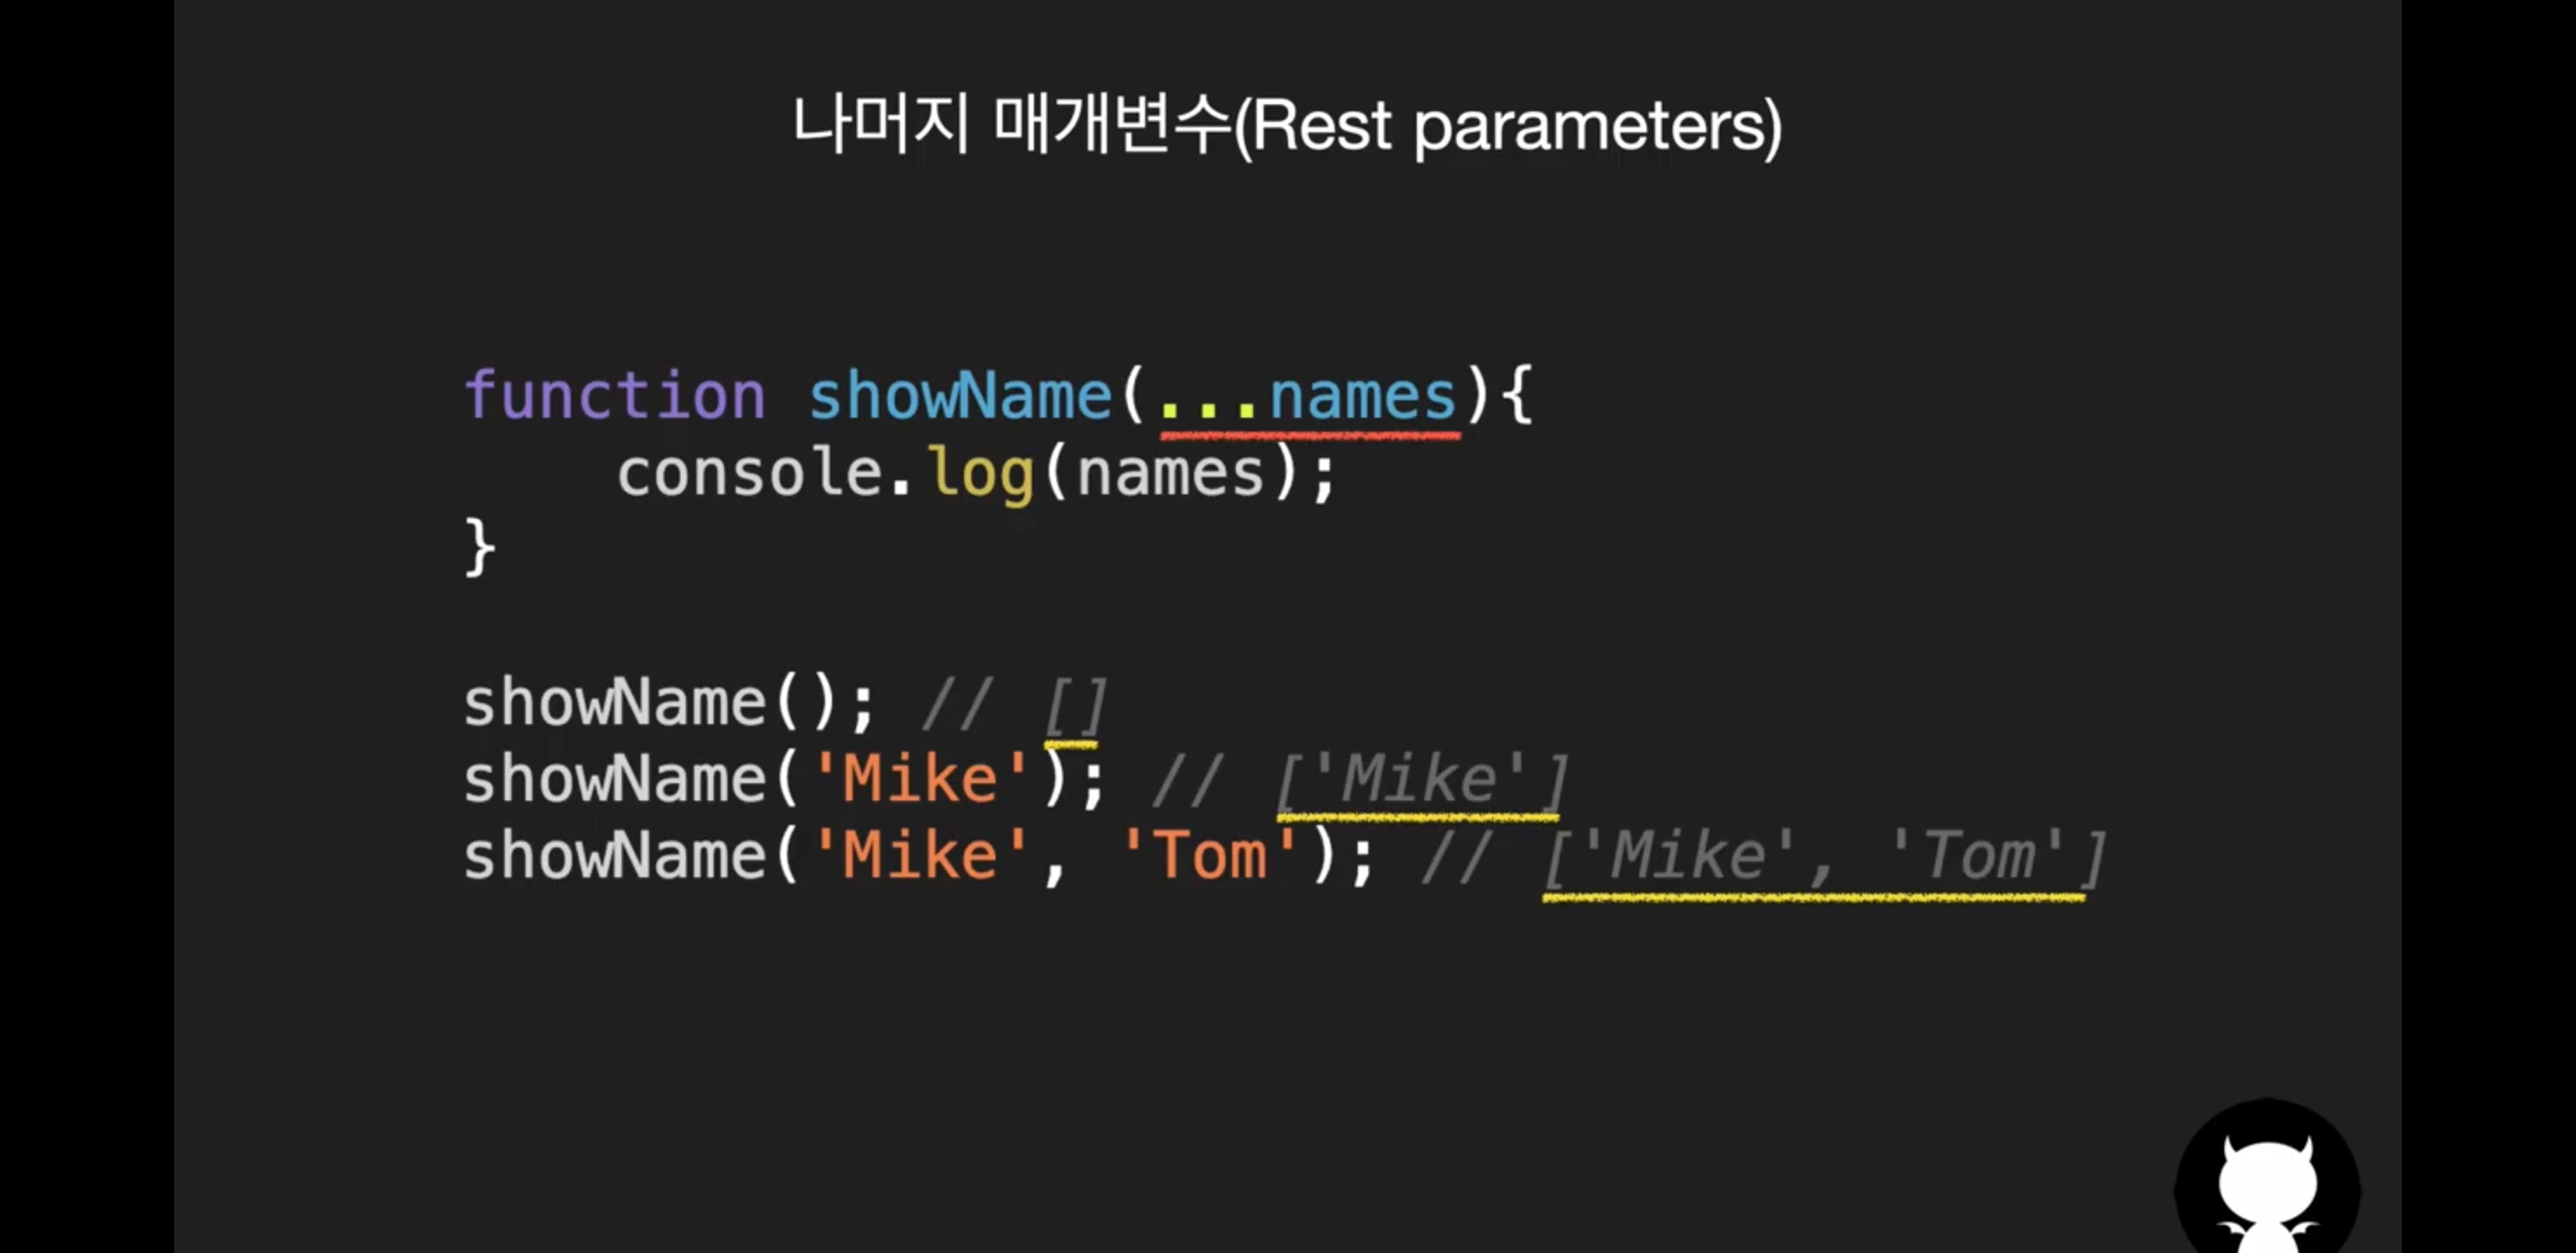 나머지 매개변수(Rest parameters)
function showName(...names){
    console.log(names);
}
showName(); // []
showName('Mike'); // ['Mike']
showName('Mike', 'Tom'); // ['Mike', 'Tom']